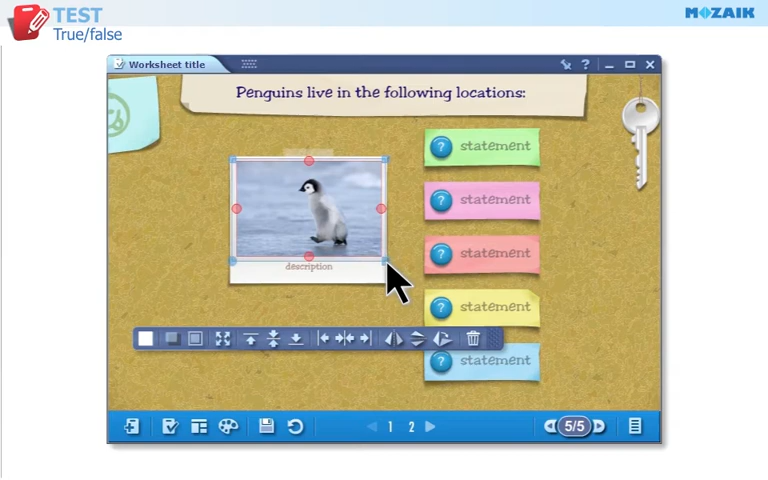 TEST
True/false
MOZAIK
Worksheet title
Penguins live in the following locations:
statement
statement
statement
statement
statement
description
1 2
5/5